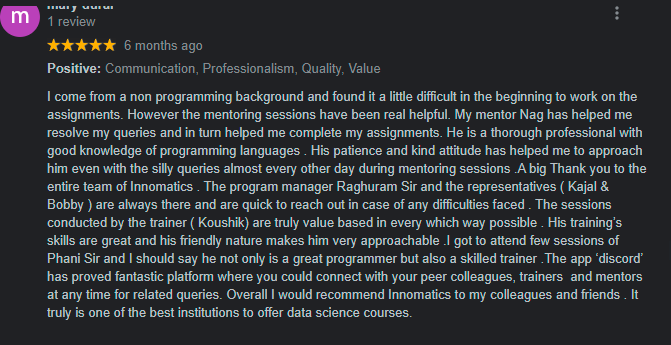 m
1 review
6 months ago
Positive: Communication, Professionalism, Quality, Value
I come from a non programming background and found it a little difficult in the beginning to work on the
assignments. However the mentoring sessions have been real helpful. My mentor Nag has helped me
resolve my queries and in turn helped me complete my assignments. He is a thorough professional with
good knowledge of programming languages . His patience and kind attitude has helped me to approach
him even with the silly queries almost every other day during mentoring sessions .A big Thank you to the
entire team of Innomatics . The program manager Raghuram Sir and the representatives ( Kajal &
Bobby ) are always there and are quick to reach out in case of any difficulties faced . The sessions
conducted by the trainer ( Koushik) are truly value based in every which way possible . His training’s
skills are great and his friendly nature makes him very approachable .I got to attend few sessions of
Phani Sir and I should say he not only is a great programmer but also a skilled trainer .The app ‘discord’
has proved fantastic platform where you could connect with your peer colleagues, trainers  and mentors
at any time for related queries. Overall I would recommend Innomatics to my colleagues and friends . It
truly is one of the best institutions to offer data science courses.